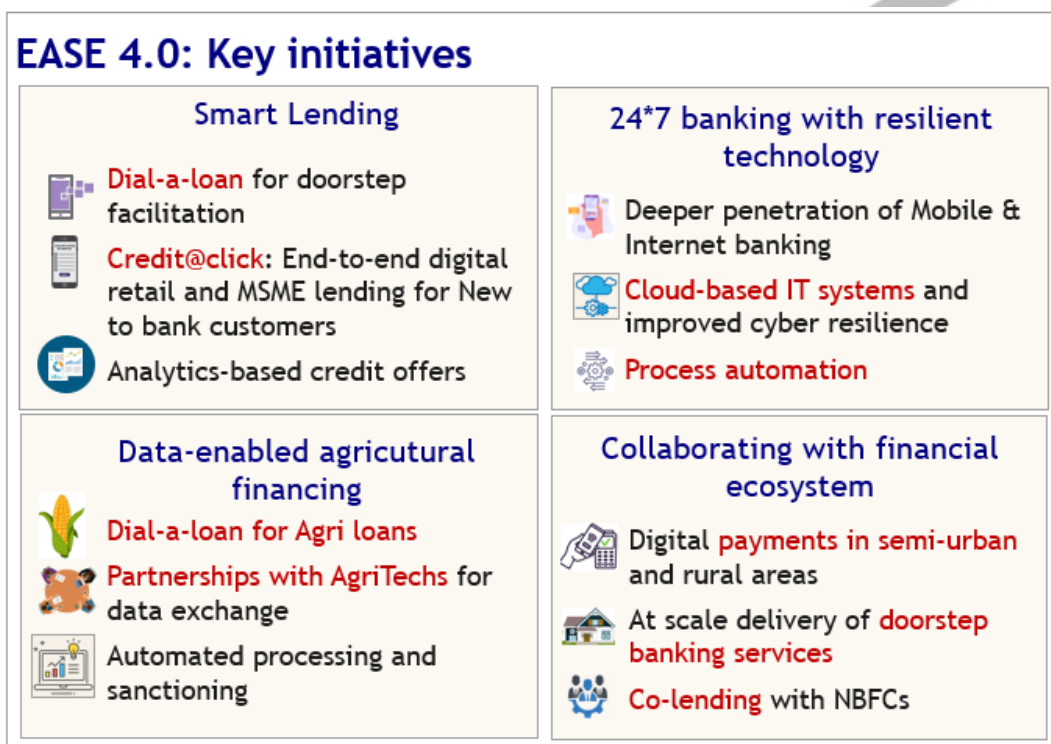 EASE 4.0: Key initiatives
Smart Lending
Dial-a-loan for doorstep
facilitation
Credit@click: End-to-end digital
retail and MSME lending for New
to bank customers
Analytics-based credit offers
24*7 banking with resilient
technology
Deeper penetration of Mobile &
Internet banking
Cloud-based IT systems and
improved cyber resilience
Process automation
Data-enabled agricutural
financing
Dial-a-loan for Agri loans
Partnerships with AgriTechs for
data exchange
Automated processing and
sanctioning
Collaborating with financial
ecosystem
Digital payments in semi-urban
and rural areas
At scale delivery of doorstep
banking services
Co-lending with NBFCs